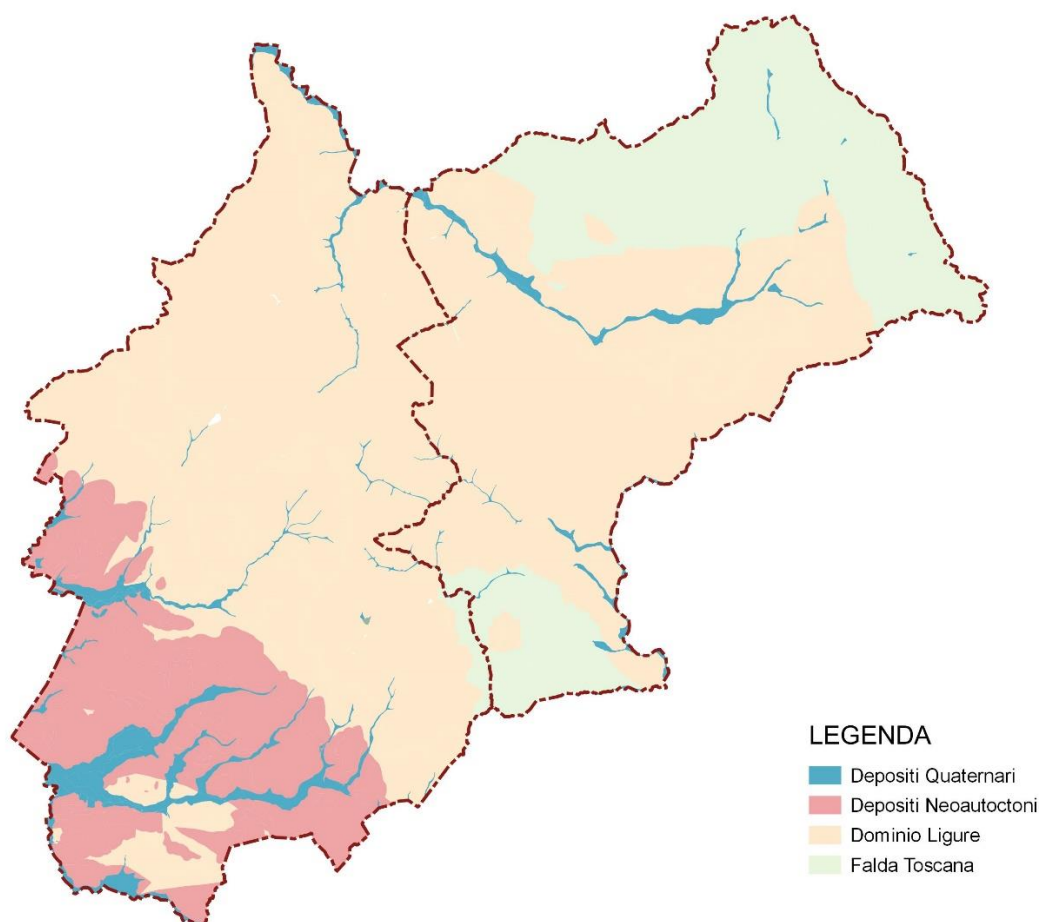 LEGENDA
Depositi Quaternari
Depositi Neoautoctoni
Dominio Ligure
Falda Toscana